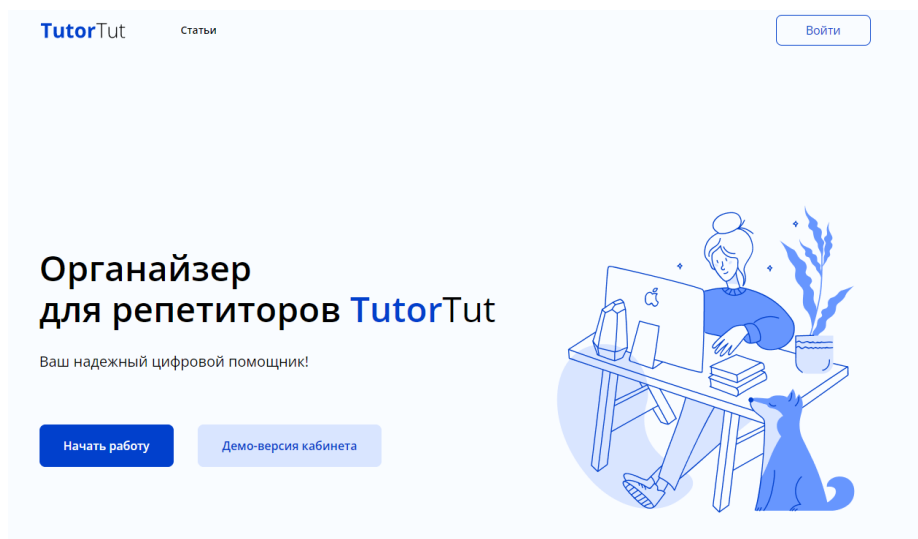 TutorTut
Статьи
Войти
Органайзер
для репетиторов TutorTut
Ваш надежный цифровой помощник!
Начать работу
Демо-версия кабинета